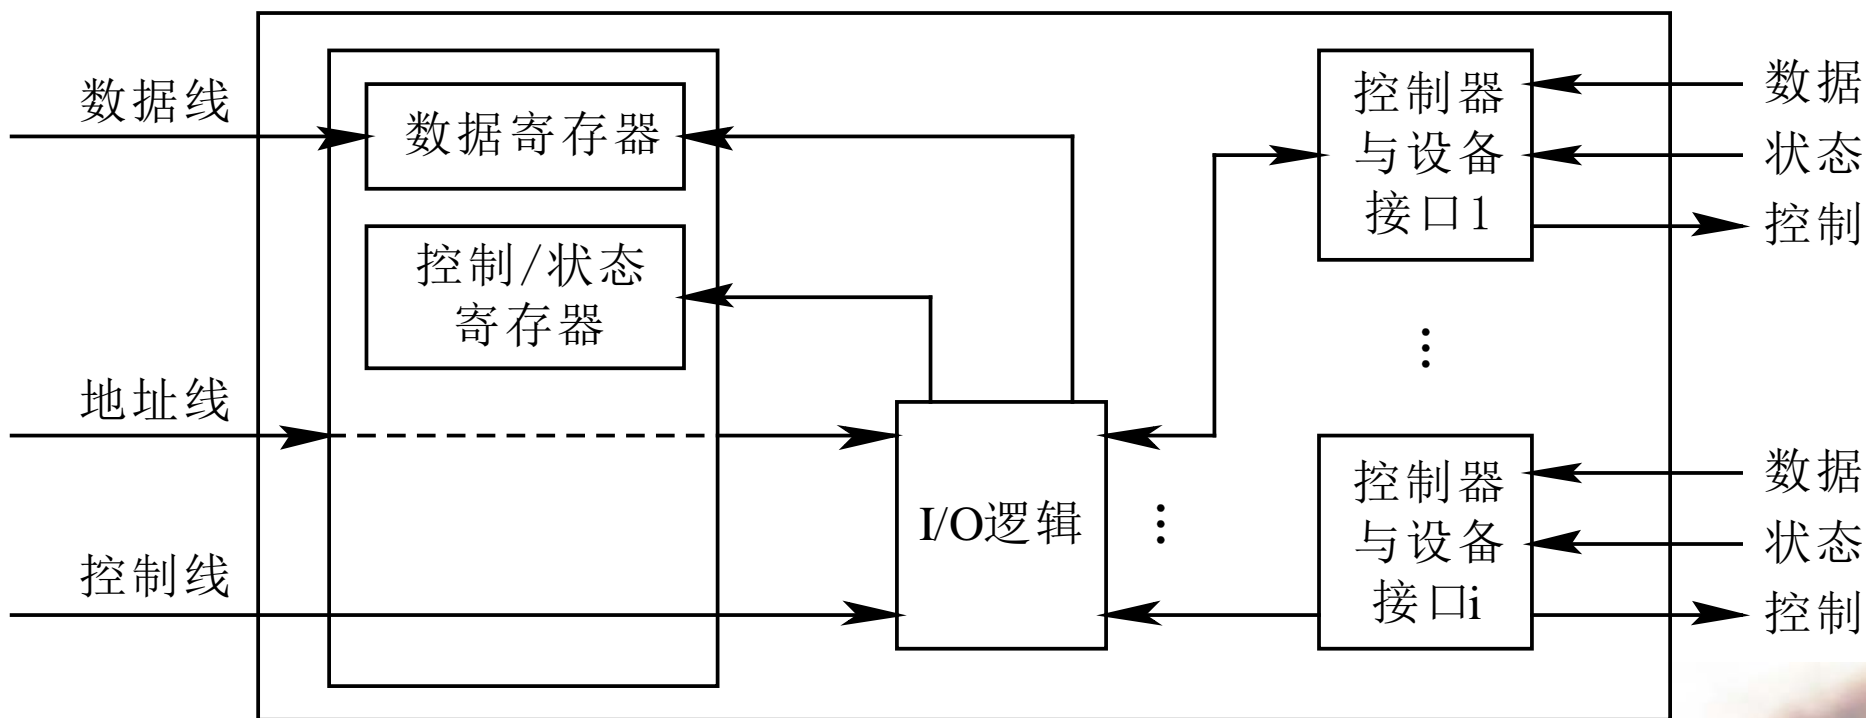 数据线
数据寄存器
控制/状态
寄存器
地址线
控制线
I/O逻辑
控制器
与设备
接口1
数据
状态
控制
控制器
与设备
接口i
数据
状态
控制